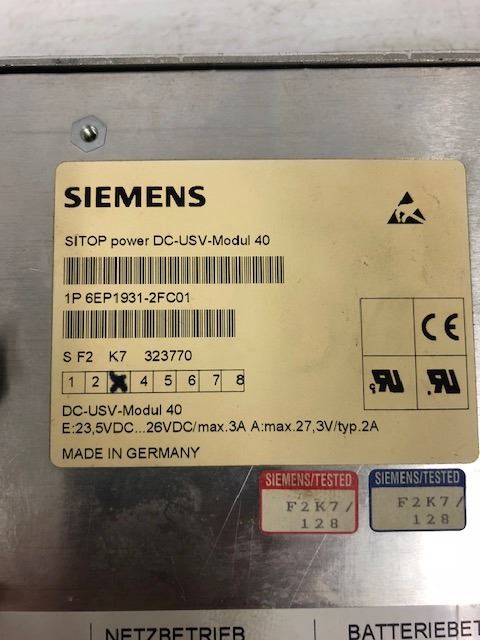 SIEMENS
SITOP power DC-USV-Modul 40
1P 6EP1931-2FC01
S F2 K7 323770
1 2 4 5 6 7 8
DC-USV-Modul 40
E:23,5VDC...26VDC/max.3A A:max.27,3V/typ.2A
MADE IN GERMANY
CE
SIEMENS/TESTED
F2K7/
128
SIEMENS/TESTED
F2K7/
128
NETZBETRIEB
BATTERIEBET